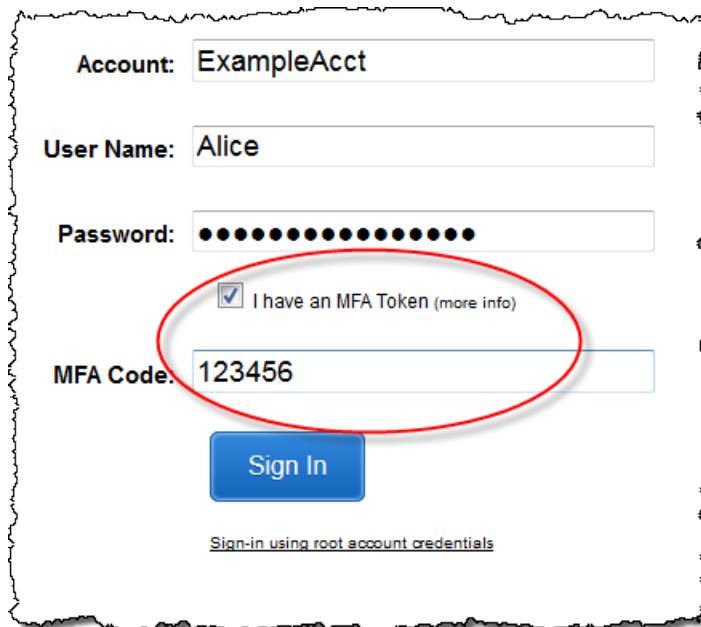 Account: ExampleAcct
User Name: Alice
Password: ●●●●●●●●●●●●●●●●
I have an MFA Token (more info)
MFA Code: 123456
Sign In
Sign-in using root account credentials